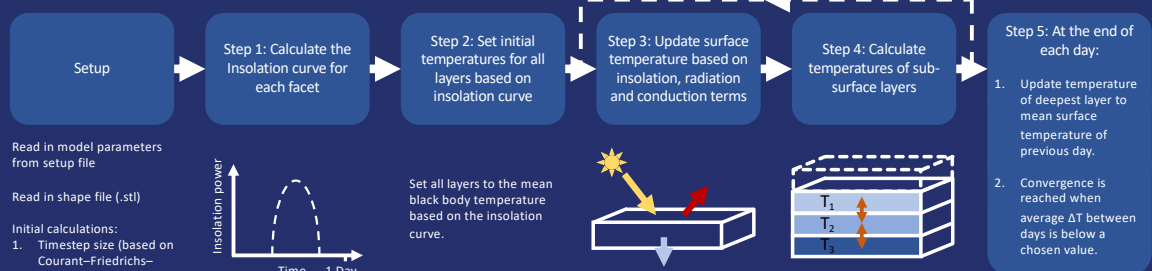 Setup
Read in model parameters
from setup file
Read in shape file (.stl)
Initial calculations:
1. Timestep size (based on
Courant–Friedrichs–
Step 1: Calculate the
Insolation curve for
each facet
Insolation power
Time
1 Day
Step 2: Set initial
temperatures for all
layers based on
insolation curve
Set all layers to the mean
black body temperature
based on the insolation
curve.
Step 3: Update surface
temperature based on
insolation, radiation
and conduction terms
Step 4: Calculate
temperatures of sub-
surface layers
T1
T2
T3
Step 5: At the end of
each day:
1. Update temperature
of deepest layer to
mean surface
temperature of
previous day.
2. Convergence is
reached when
average ΔT between
days is below a
chosen value.